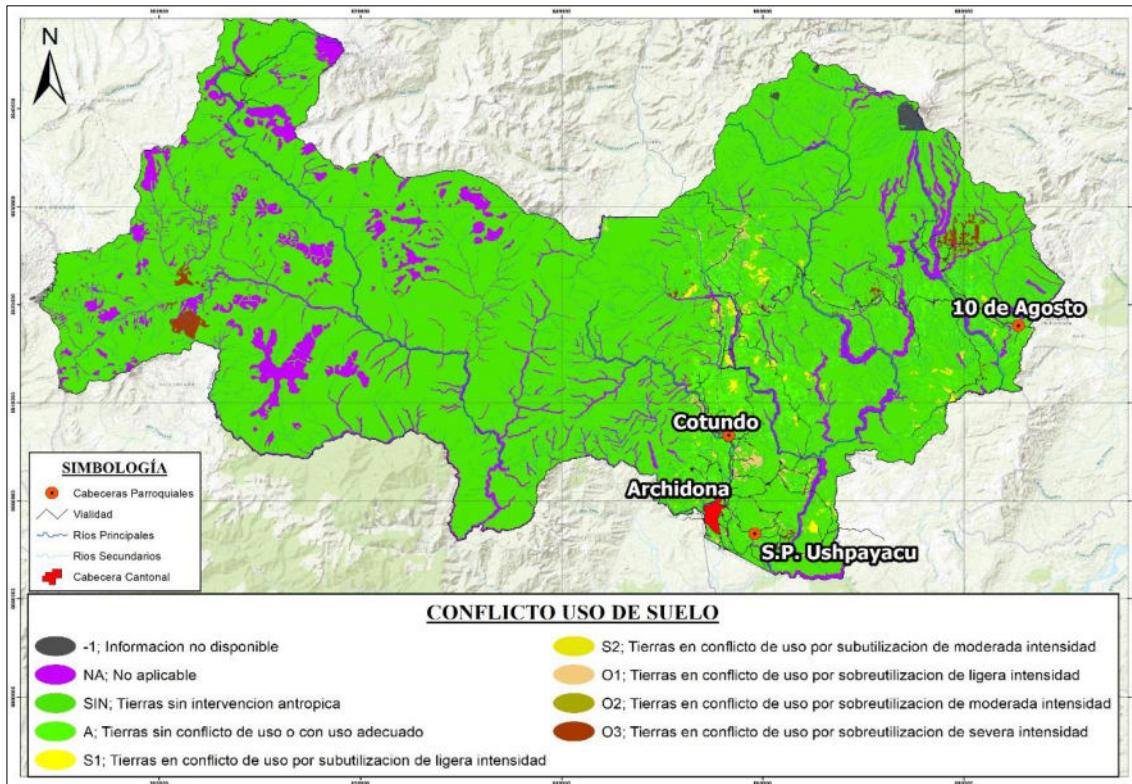 N
10 de Agosto
Cotundo
Archidona
S.P. Ushpayacu
SIMBOLOGÍA
Cabeceras Parroquiales
Vialidad
Ríos Principales
Ríos Secundarios
Cabecera Cantonal
CONFLICTO USO DE SUELO
-1; Informacion no disponible
NA; No aplicable
SIN; Tierras sin intervencion antropica
A; Tierras sin conflicto de uso o con uso adecuado
S1; Tierras en conflicto de uso por subutilizacion de ligera intensidad
S2; Tierras en conflicto de uso por subutilizacion de moderada intensidad
O1; Tierras en conflicto de uso por sobreutilizacion de ligera intensidad
O2; Tierras en conflicto de uso por sobreutilizacion de moderada intensidad
O3; Tierras en conflicto de uso por sobreutilizacion de severa intensidad